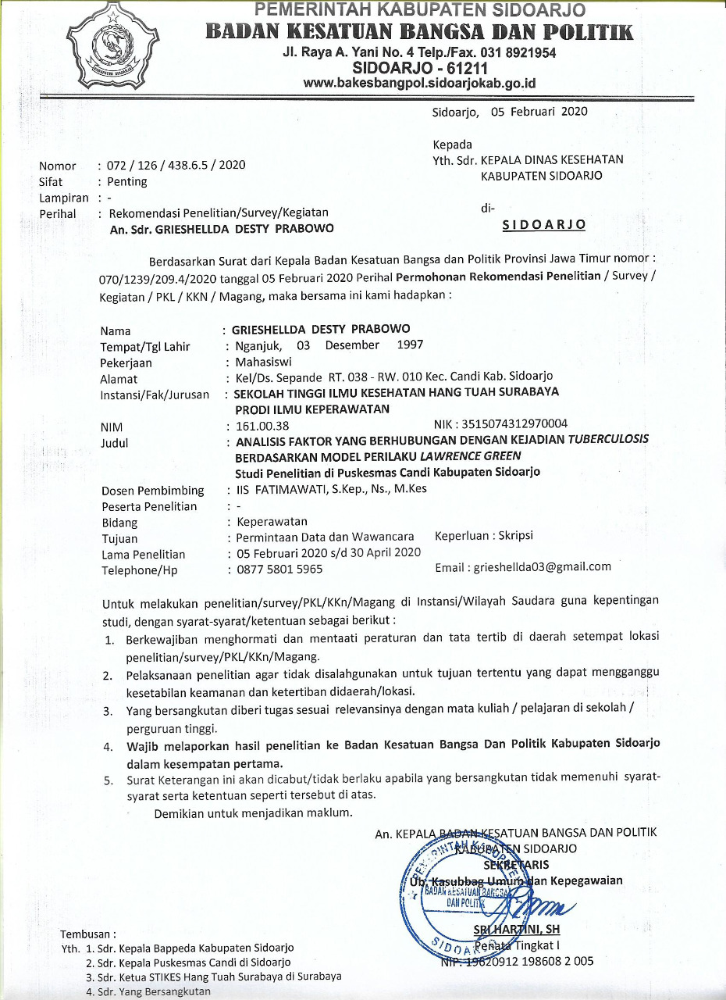 PEMERINTAH KABUPATEN SIDOARJO
BADAN KESATUAN BANGSA DAN POLITIK
Jl. Raya A. Yani No. 4 Telp./Fax. 031 8921954
SIDOARJO - 61211
www.bakesbangpol.sidoarjokab.go.id
KABUPATEN SIDOARJO
Sidoarjo, 05 Februari 2020
Kepada
Yth. Sdr. KEPALA DINAS KESEHATAN
KABUPATEN SIDOARJO
di-
S I D O A R J O
Nomor : 072 / 126 / 438.6.5 / 2020
Sifat : Penting
Lampiran : -
Perihal : Rekomendasi Penelitian/Survey/Kegiatan
An. Sdr. GRIESHELLDA DESTY PRABOWO
Berdasarkan Surat dari Kepala Badan Kesatuan Bangsa dan Politik Provinsi Jawa Timur nomor :
070/1239/209.4/2020 tanggal 05 Februari 2020 Perihal Permohonan Rekomendasi Penelitian / Survey /
Kegiatan / PKL / KKN / Magang, maka bersama ini kami hadapkan :
Nama : GRIESHELLDA DESTY PRABOWO
Tempat/Tgl Lahir : Nganjuk, 03 Desember 1997
Pekerjaan : Mahasiswi
Alamat : Kel/Ds. Sepande RT. 038 - RW. 010 Kec. Candi Kab. Sidoarjo
Instansi/Fak/Jurusan : SEKOLAH TINGGI ILMU KESEHATAN HANG TUAH SURABAYA
PRODI ILMU KEPERAWATAN
NIM : 161.00.38 NIK : 3515074312970004
Judul : ANALISIS FAKTOR YANG BERHUBUNGAN DENGAN KEJADIAN TUBERCULOSIS
BERDASARKAN MODEL PERILAKU LAWRENCE GREEN
Studi Penelitian di Puskesmas Candi Kabupaten Sidoarjo
Dosen Pembimbing : IIS FATIMAWATI, S.Kep., Ns., M.Kes
Peserta Penelitian : -
Bidang : Keperawatan
Tujuan : Permintaan Data dan Wawancara Keperluan : Skripsi
Lama Penelitian : 05 Februari 2020 s/d 30 April 2020
Telephone/Hp : 0877 5801 5965 Email : grieshellda03@gmail.com
Untuk melakukan penelitian/survey/PKL/KKn/Magang di Instansi/Wilayah Saudara guna kepentingan
studi, dengan syarat-syarat/ketentuan sebagai berikut :
1. Berkewajiban menghormati dan mentaati peraturan dan tata tertib di daerah setempat lokasi
penelitian/survey/PKL/KKn/Magang.
2. Pelaksanaan penelitian agar tidak disalahgunakan untuk tujuan tertentu yang dapat mengganggu
kesetabilan keamanan dan ketertiban didaerah/lokasi.
3. Yang bersangkutan diberi tugas sesuai relevansinya dengan mata kuliah / pelajaran di sekolah /
perguruan tinggi.
4. Wajib melaporkan hasil penelitian ke Badan Kesatuan Bangsa Dan Politik Kabupaten Sidoarjo
dalam kesempatan pertama.
5. Surat Keterangan ini akan dicabut/tidak berlaku apabila yang bersangkutan tidak memenuhi syarat-
syarat serta ketentuan seperti tersebut di atas.
Demikian untuk menjadikan maklum.
An. KEPALA BADAN KESATUAN BANGSA DAN POLITIK
KABUPATEN SIDOARJO
SEKRETARIS
Ub. Kasubbag Umum dan Kepegawaian
PEMERINTAH KABUPATEN
BADAN KESATUAN BANGSA
DAN POLITIK
SIDOARJO
SRI HARTINI, SH
Penata Tingkat I
NIP. 19620912 198608 2 005
Tembusan :
Yth. 1. Sdr. Kepala Bappeda Kabupaten Sidoarjo
2. Sdr. Kepala Puskesmas Candi di Sidoarjo
3. Sdr. Ketua STIKES Hang Tuah Surabaya di Surabaya
4. Sdr. Yang Bersangkutan